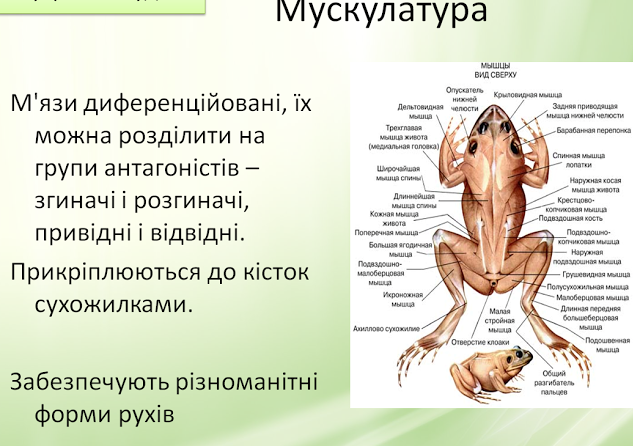 Мускулатура
М'язи диференційовані, їх
можна розділити на
групи антагоністів –
згиначі і розгиначі,
привідні і відвідні.
Прикріплюються до кісток
сухожилками.
Забезпечують різноманітні
форми рухів
МЫШЦЫ
ВИД СВЕРХУ
Опускатель
нижней
челюсти
Дельтовидная
мышца
Трехглавая
мышца живота
(медиальная головка)
Широчайшая
мышца спины
Длиннейшая
мышца спины
Кожная мышца
живота
Поперечная мышца
Большая ягодичная
мышца
Подвздошно-
малоберцовая
мышца
Икроножная
мышца
Ахиллово сухожилие
Крыловидная мышца
Задняя приводящая
мышца нижней челюсти
Барабанная перепонка
Спинная мышца
лопатки
Наружная косая
мышца живота
Крестцово-
копчиковая мышца
Подвздошная кость
Подвздошно-
копчиковая мышца
Наружная
подвздошная мышца
Грушевидная мышца
Полусухожильная мышца
Малоберцовая мышца
Длинная передняя
большеберцовая
мышца
Подошвенная
мышца
Малая
стройная
мышца
Отверстие клоаки
Общий
разгибатель
пальцев